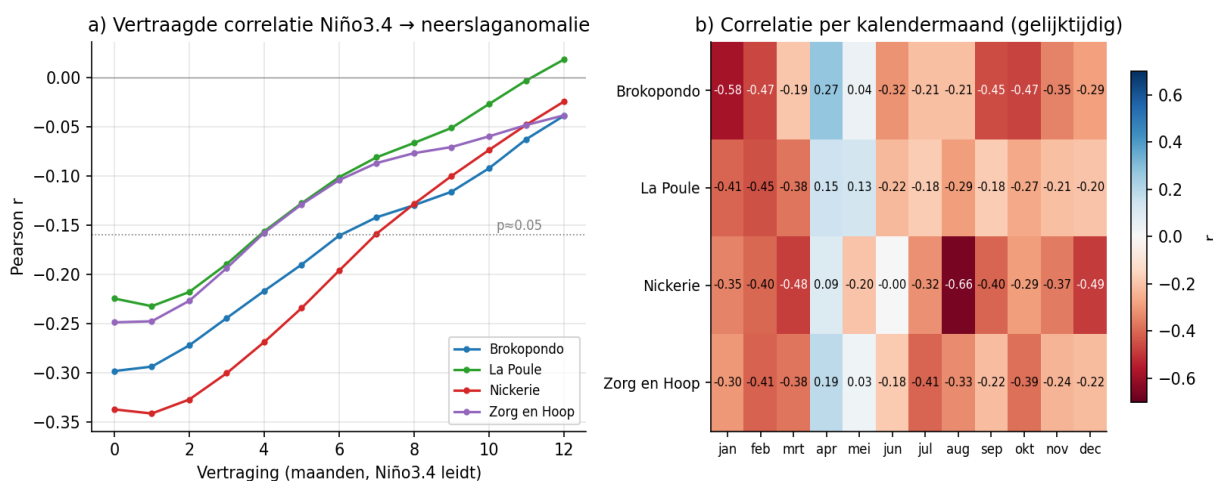 a) Vertraagde correlatie Niño3.4 → neerslaganomalie
0.00
−0.05
−0.10
−0.15
−0.20
−0.25
−0.30
−0.35
Pearson r
p≈0.05
Brokopondo
La Poule
Nickerie
Zorg en Hoop
0 2 4 6 8 10 12
Vertraging (maanden, Niño3.4 leidt)
b) Correlatie per kalendermaand (gelijktijdig)
Brokopondo -0.58 -0.47 -0.19 0.27 0.04 -0.32 -0.21 -0.21 -0.45 -0.47 -0.35 -0.29
La Poule -0.41 -0.45 -0.38 0.15 0.13 -0.22 -0.18 -0.29 -0.18 -0.27 -0.21 -0.20
Nickerie -0.35 -0.40 -0.48 0.09 -0.20 -0.00 -0.32 -0.66 -0.40 -0.29 -0.37 -0.49
Zorg en Hoop -0.30 -0.41 -0.38 0.19 0.03 -0.18 -0.41 -0.33 -0.22 -0.39 -0.24 -0.22
jan feb mrt apr mei jun jul aug sep okt nov dec
0.6
0.4
0.2
0.0
−0.2
−0.4
−0.6
r